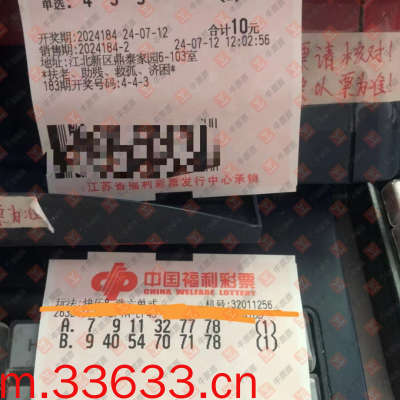 单选:
合计10元
开奖期:2024184 24-07-12
销售期:2024184-2 24-07-12 12:02:56
地址:江北新区鼎泰家园6-103室
*扶老、助残、救孤、济困*
183期开奖号码:4-4-3
江苏省福利彩票发行中心承销
票请核对!
以票为准!
中国福利彩票
CHINA WELFARE LOTTERY
机号:32011256
A. 7 9 11 32 77 78 (1)
B. 9 40 54 70 71 78 (1)
m.33633.cn